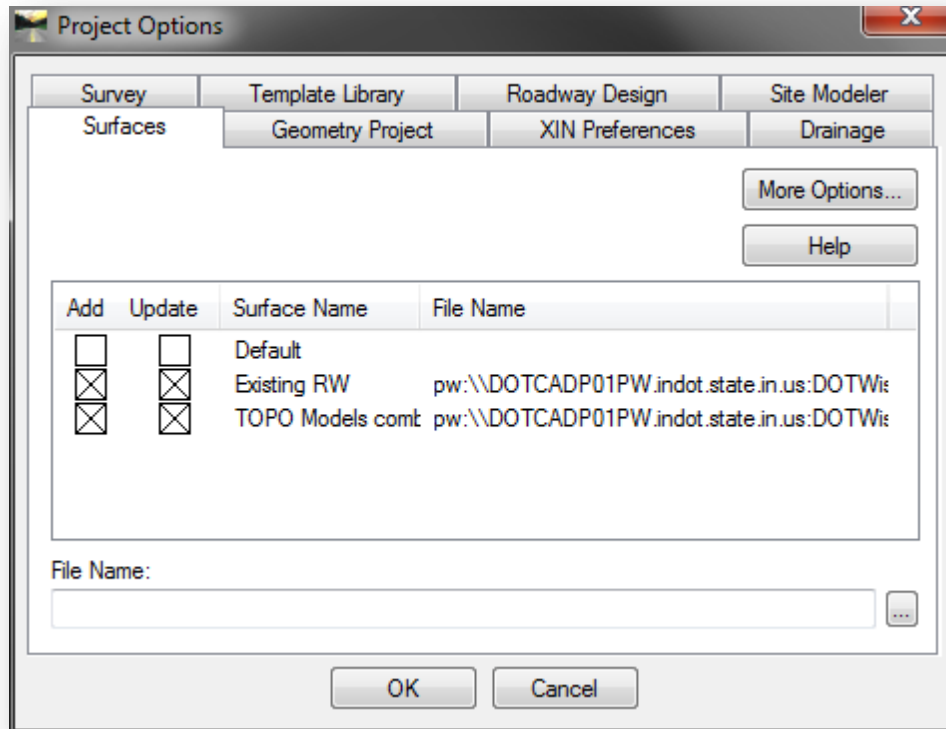 Project Options
Survey Template Library Roadway Design Site Modeler
Surfaces Geometry Project XIN Preferences Drainage
More Options...
Help
Add Update Surface Name File Name
Default
Existing RW pw:\\DOTCADP01PW.indot.state.in.us:DOTWis
TOPO Models comb pw:\\DOTCADP01PW.indot.state.in.us:DOTWis
File Name:
...
OK Cancel